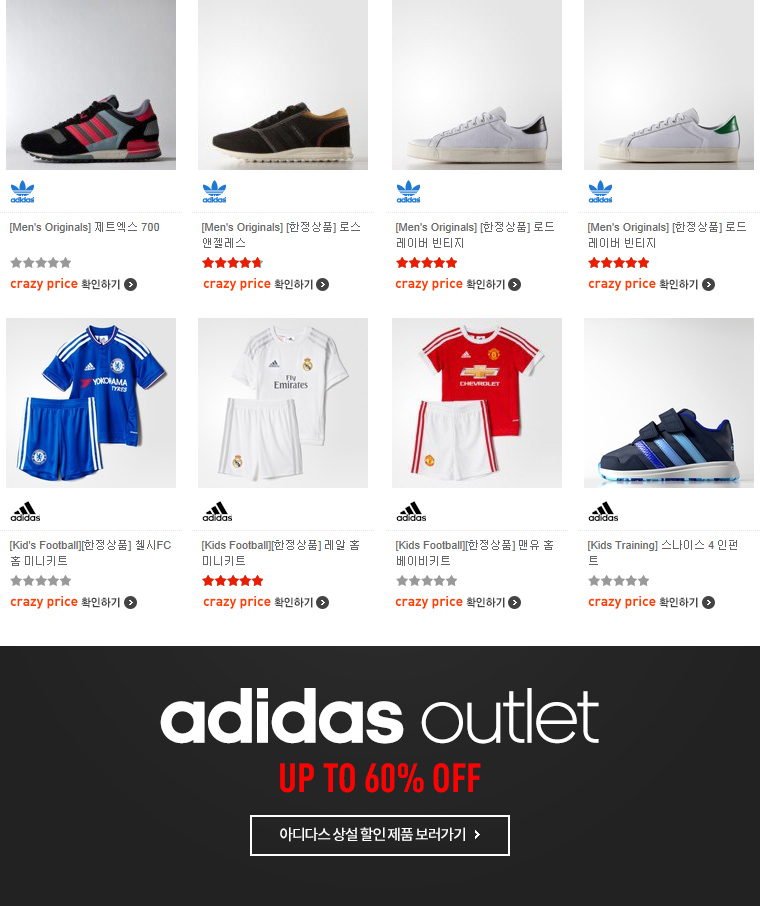 adidas
adidas
adidas
adidas
[Men's Originals] 제트엑스 700
[Men's Originals] [한정상품] 로스
앤젤레스
[Men's Originals] [한정상품] 로드
레이버 빈티지
[Men's Originals] [한정상품] 로드
레이버 빈티지
crazy price 확인하기
crazy price 확인하기
crazy price 확인하기
crazy price 확인하기
YOKOHAMA
TYRES
Fly
Emirates
CHEVROLET
adidas
adidas
adidas
adidas
[Kid's Football][한정상품] 첼시FC
홈 미니키트
[Kids Football][한정상품] 레알 홈
미니키트
[Kids Football][한정상품] 맨유 홈
베이비키트
[Kids Training] 스나이스 4 인펀
트
crazy price 확인하기
crazy price 확인하기
crazy price 확인하기
crazy price 확인하기
adidas outlet
UP TO 60% OFF
아디다스 상설 할인 제품 보러가기